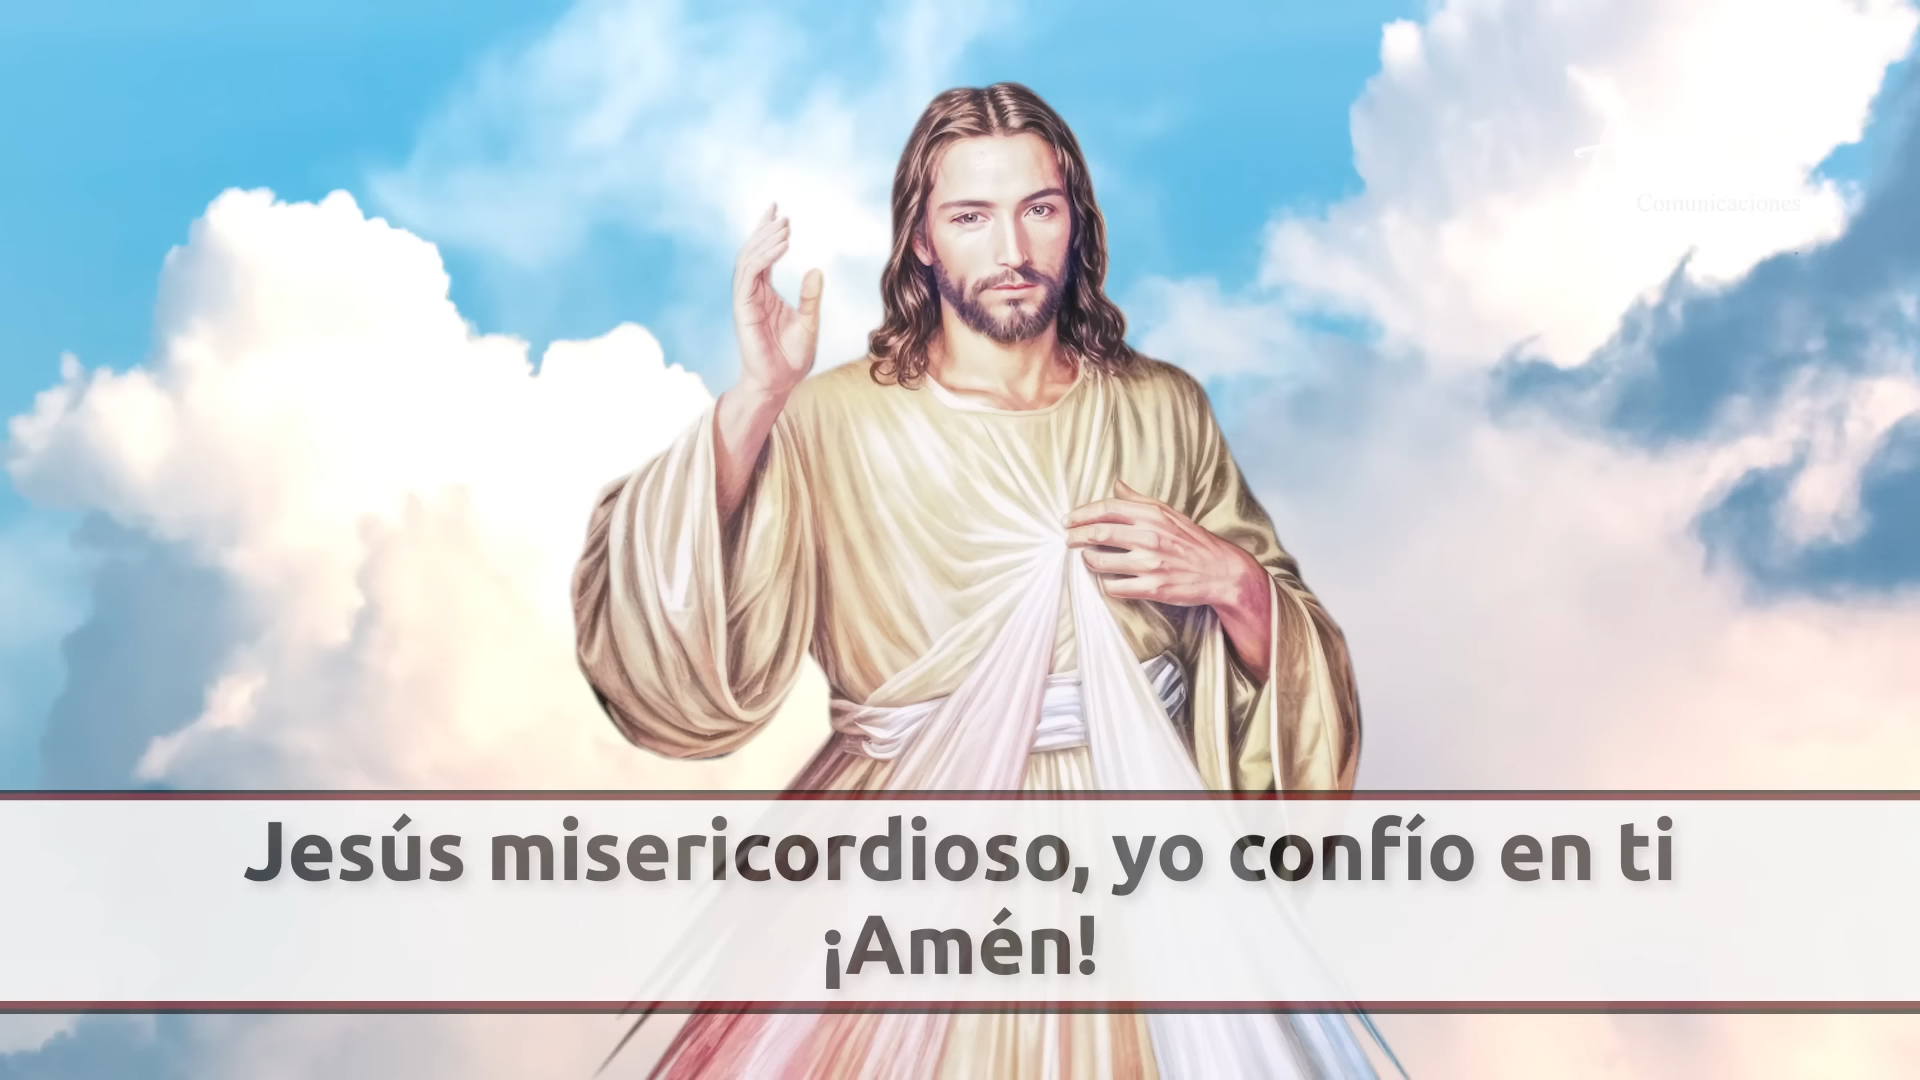 Comunicaciones
Jesús misericordioso, yo confío en ti
¡Amén!